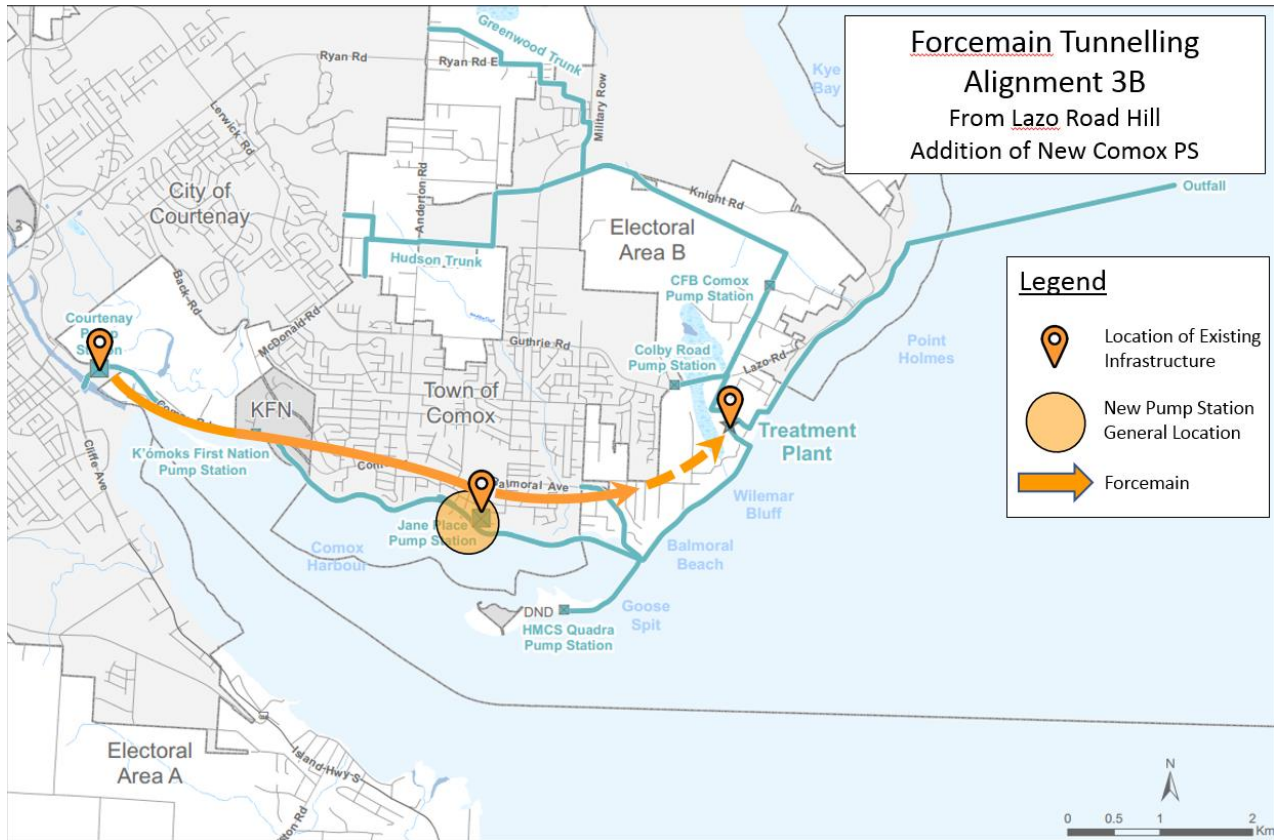 Forcemain Tunnelling
Alignment 3B
From Lazo Road Hill
Addition of New Comox PS
Legend
Location of Existing
Infrastructure
New Pump Station
General Location
Forcemain
Greenwood Trunk
Ryan Rd
Ryan Rd E
Military Row
Kye
Bay
Lerwick Rd
Anderton Rd
City of
Courtenay
Knight Rd
Outfall
Electoral
Area B
Hudson Trunk
Back Rd
CFB Comox
Pump Station
McDonald Rd
Courtenay
Station
Guthrie Rd
Point
Holmes
Colby Road
Pump Station
Lazo Rd
Town of
Comox
KFN
Treatment
Plant
K'ómoks First Nation
Pump Station
Cliffe Ave
Wilemar
Bluff
Jane Place
Pump Station
Comox
Harbour
Balmoral
Beach
Goose
Spit
DND
HMCS Quadra
Pump Station
Electoral
Area A
Island-Hwy S
N
0 0.5 1 2
Km